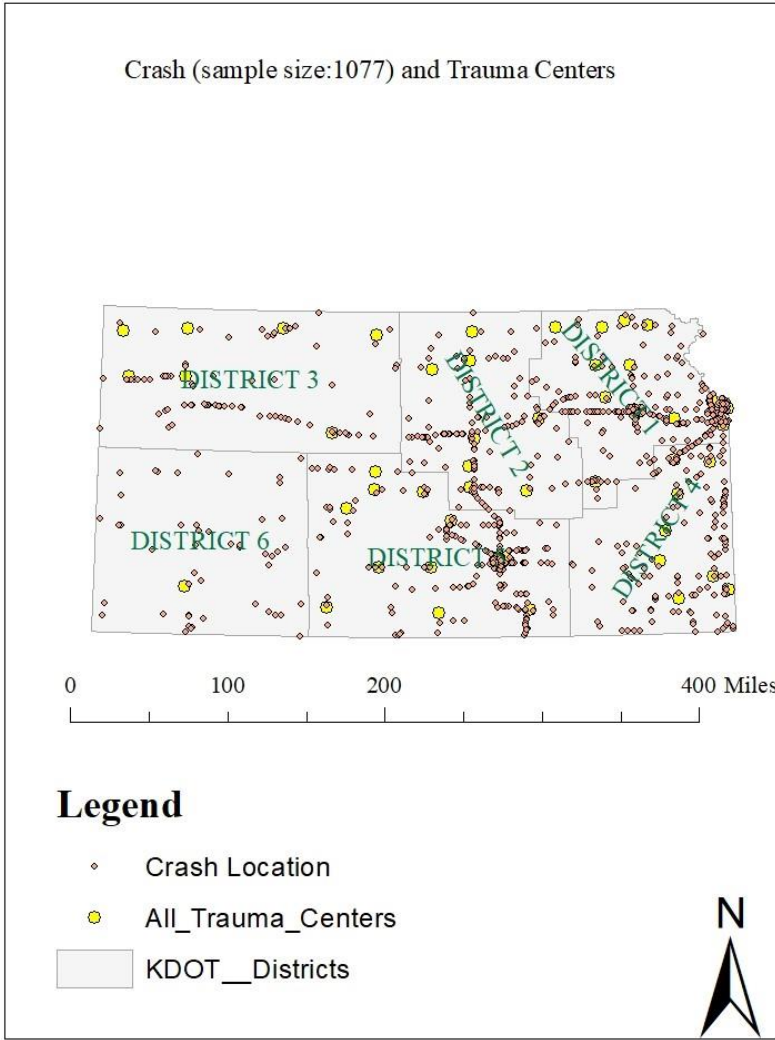 Crash (sample size:1077) and Trauma Centers
DISTRICT 3
DISTRICT 2
DISTRICT 1
DISTRICT 6
DISTRICT
DISTRICT 4
0 100 200 400 Miles
Legend
Crash Location
All_Trauma_Centers
KDOT__Districts
N